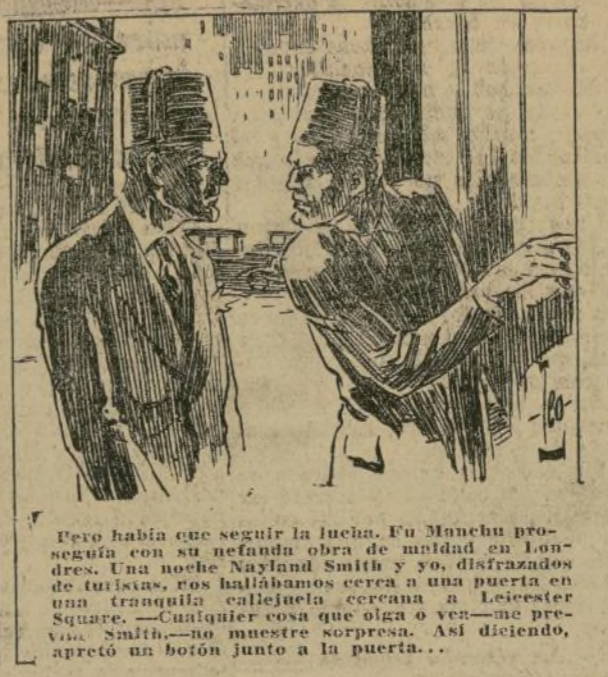 Pero había que seguir la lucha. Fu Manchu pro-
seguía con su nefanda obra de maldad en Lon-
dres. Una noche Nayland Smith y yo, disfrazados
de turistas, nos hallábamos cerca a una puerta en
una tranquila callejuela cercana a Leicester
Square. —Cualquier cosa que oiga o vea—me pre-
vino Smith,—no muestre sorpresa. Así diciendo,
apretó un botón junto a la puerta...